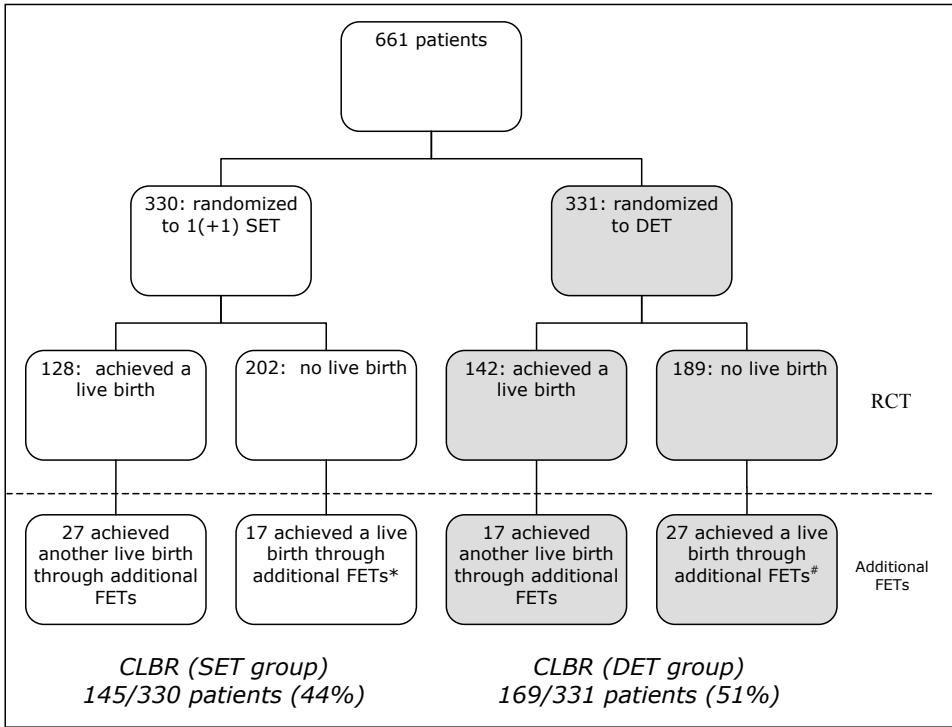 661 patients
330: randomized
to 1(+1) SET
331: randomized
to DET
128:  achieved a
live birth
202:  no live birth
142: achieved a
live birth
189: no live birth
RCT
27 achieved
another live birth
through additional
FETs
17 achieved a live
birth through
additional FETs*
17 achieved
another live birth
through additional
FETs
27 achieved a live
birth through
additional FETs#
Additional
FETs
CLBR (SET group)
145/330 patients (44%)
CLBR (DET group)
169/331 patients (51%)